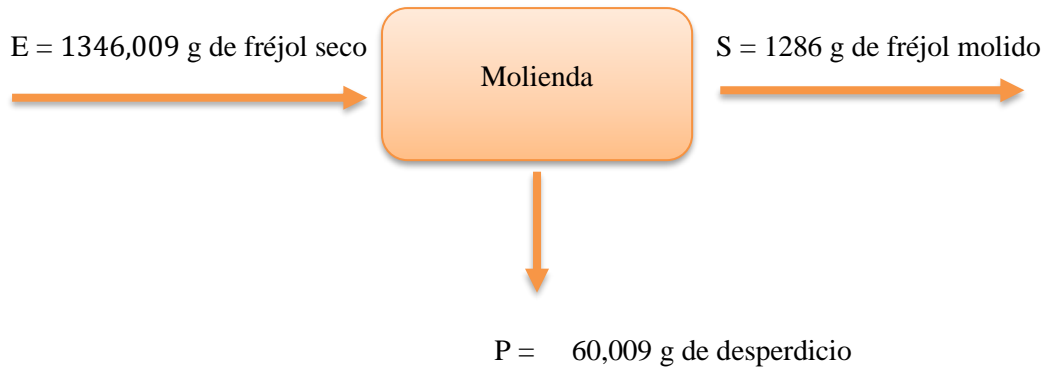 E = 1346,009 g de fréjol seco
S = 1286 g de fréjol molido
Molienda
P = 60,009 g de desperdicio